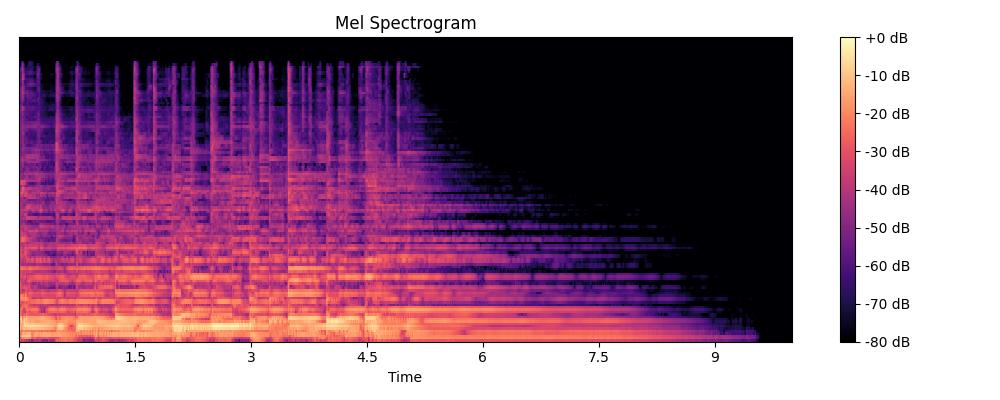 Mel Spectrogram
+0 dB
-10 dB
-20 dB
-30 dB
-40 dB
-50 dB
-60 dB
-70 dB
-80 dB
0 1.5 3 4.5 6 7.5 9
Time